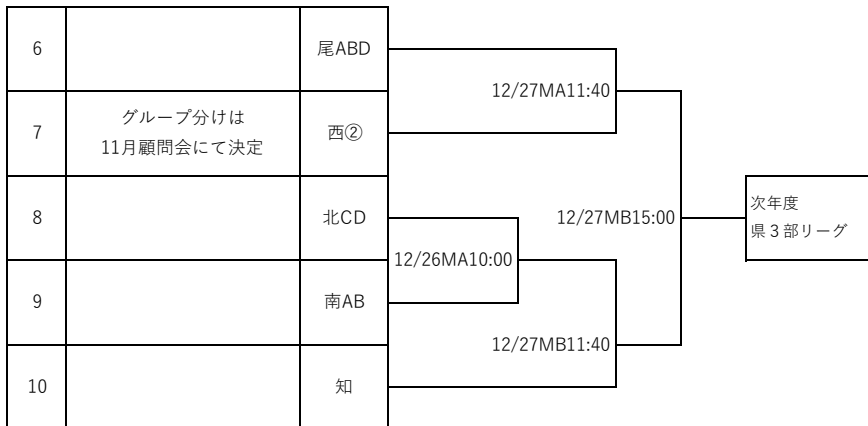 6
尾ABD
12/27MA11:40
7
グループ分けは
11月顧問会にて決定
西②
8
北CD
12/27MB15:00
次年度
県３部リーグ
12/26MA10:00
9
南AB
12/27MB11:40
10
知